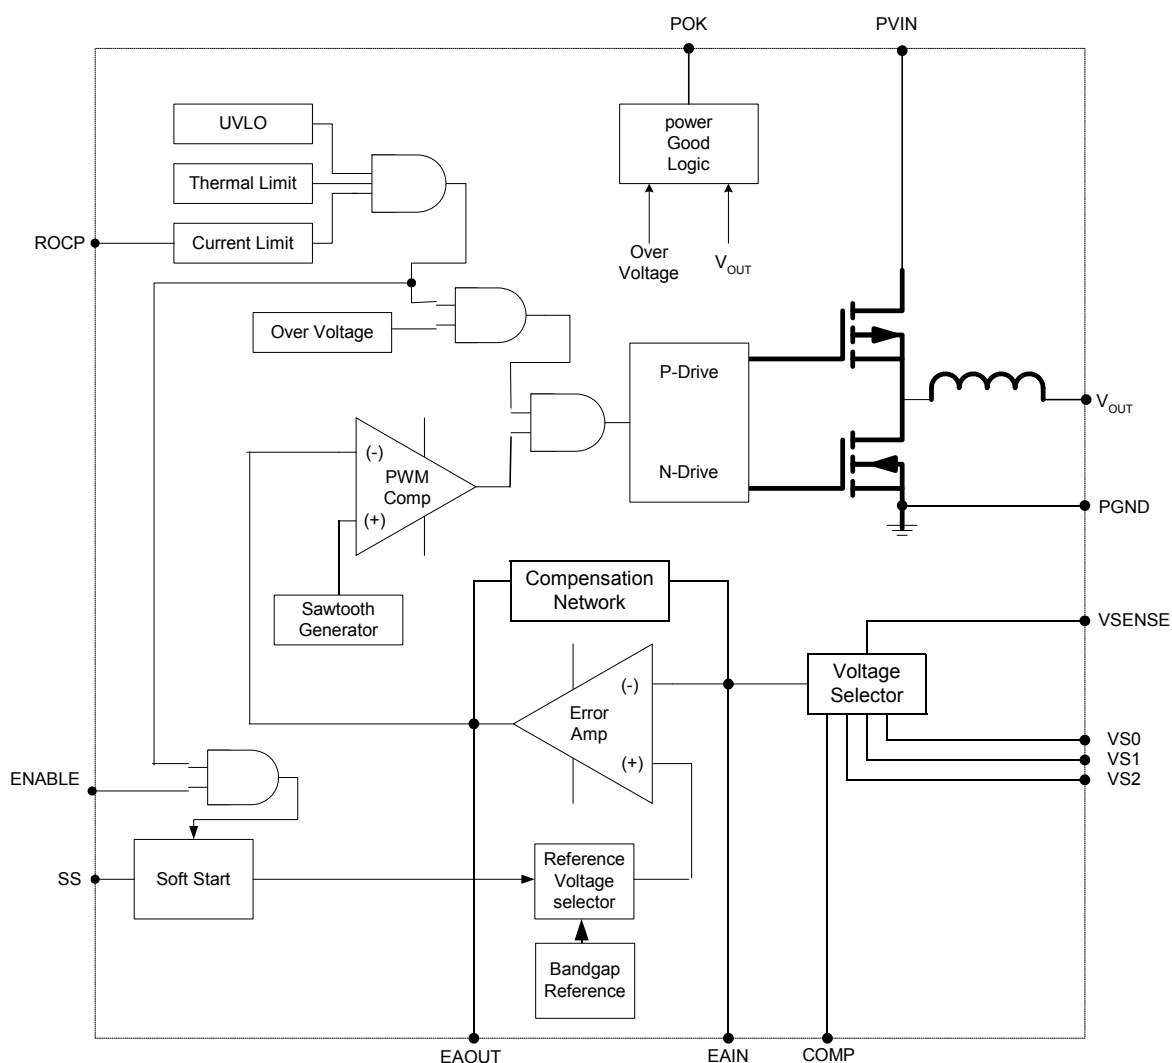 POK
PVIN
UVLO
power
Good
Logic
Thermal Limit
ROCP
Current Limit
Over
Voltage
VOUT
Over Voltage
P-Drive
VOUT
(-)
PWM
Comp
N-Drive
(+)
PGND
Compensation
Network
Sawtooth
Generator
VSENSE
Voltage
Selector
(-)
Error
Amp
(+)
VS0
VS1
VS2
ENABLE
Reference
Voltage
selector
SS
Soft Start
Bandgap
Reference
EAOUT
EAIN
COMP